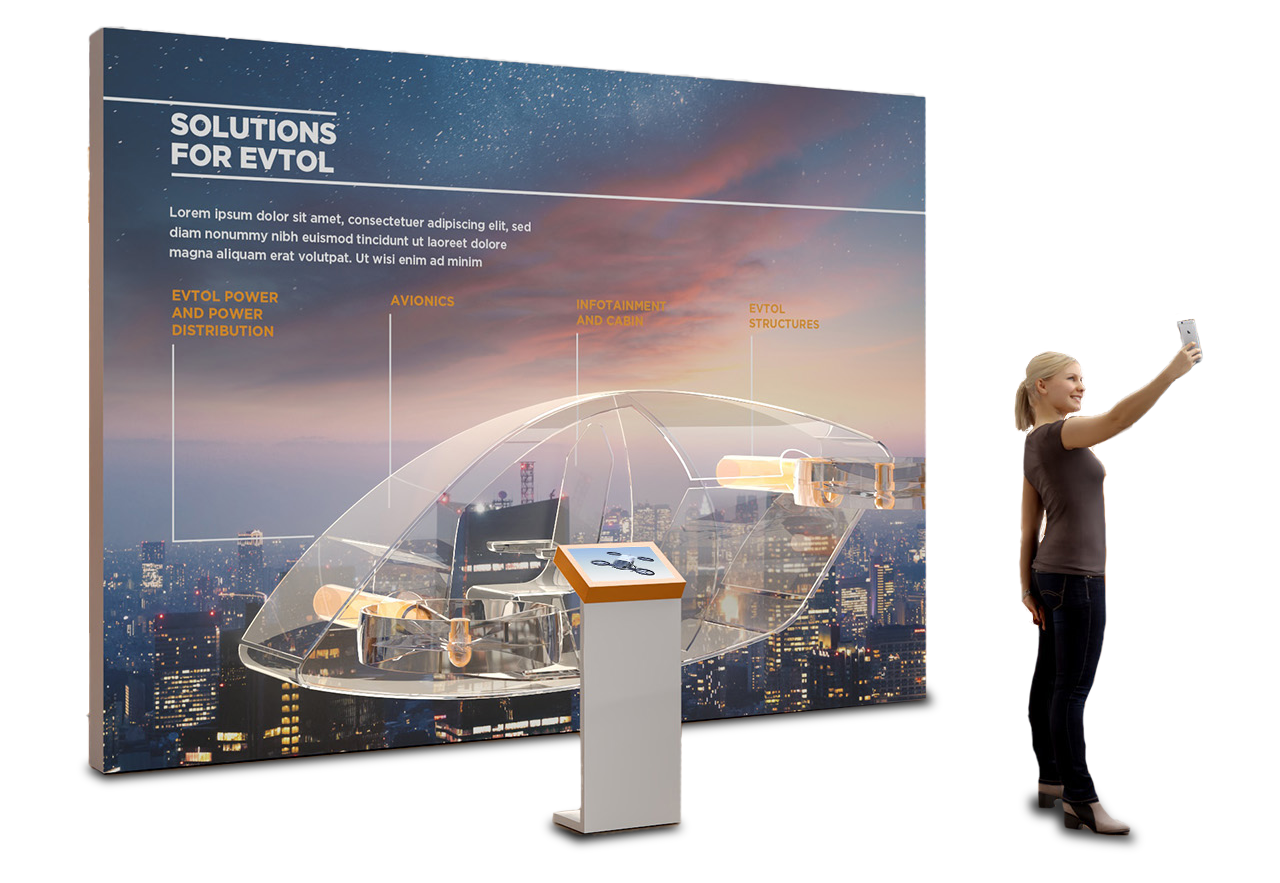 SOLUTIONS
FOR EVTOL
Lorem ipsum dolor sit amet, consectetuer adipiscing elit, sed
diam nonummy nibh euismod tincidunt ut laoreet dolore
magna aliquam erat volutpat. Ut wisi enim ad minim
EVTOL POWER
AND POWER
DISTRIBUTION
AVIONICS
INFOTAINMENT
AND CABIN
EVTOL
STRUCTURES